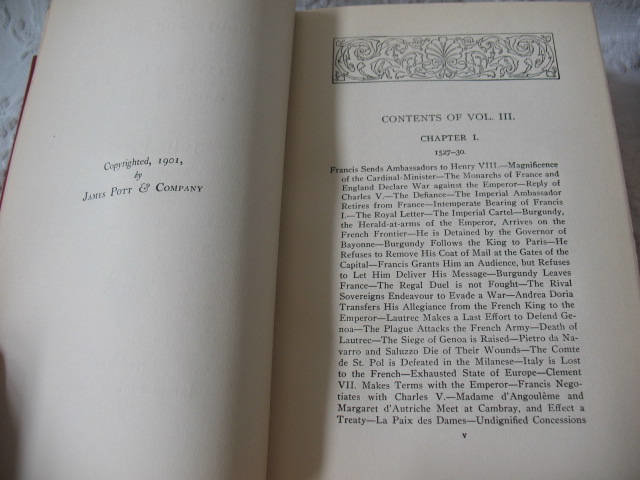 Copyrighted, 1901,
by
James Pott & Company
CONTENTS OF VOL. III.
CHAPTER I.
1527-30.
Francis Sends Ambassadors to Henry VIII.—Magnificence
of the Cardinal-Minister—The Monarchs of France and
England Declare War against the Emperor—Reply of
Charles V.—The Defiance—The Imperial Ambassador
Retires from France—Intemperate Bearing of Francis
I.—The Royal Letter—The Imperial Cartel—Burgundy,
the Herald-at-arms of the Emperor, Arrives on the
French Frontier—He is Detained by the Governor of
Bayonne—Burgundy Follows the King to Paris—He
Refuses to Remove His Coat of Mail at the Gates of the
Capital—Francis Grants Him an Audience, but Refuses
to Let Him Deliver His Message—Burgundy Leaves
France—The Regal Duel is not Fought—The Rival
Sovereigns Endeavour to Evade a War—Andrea Doria
Transfers His Allegiance from the French King to the
Emperor—Lautrec Makes a Last Effort to Defend Ge-
noa—The Plague Attacks the French Army—Death of
Lautrec—The Siege of Genoa is Raised—Pietro da Na-
varro and Saluzzo Die of Their Wounds—The Comte
de St. Pol is Defeated in the Milanese—Italy is Lost
to the French—Exhausted State of Europe—Clement
VII. Makes Terms with the Emperor—Francis Nego-
tiates with Charles V.—Madame d'Angoulême and
Margaret d'Autriche Meet at Cambray, and Effect a
Treaty—La Paix des Dames—Undignified Concessions
v